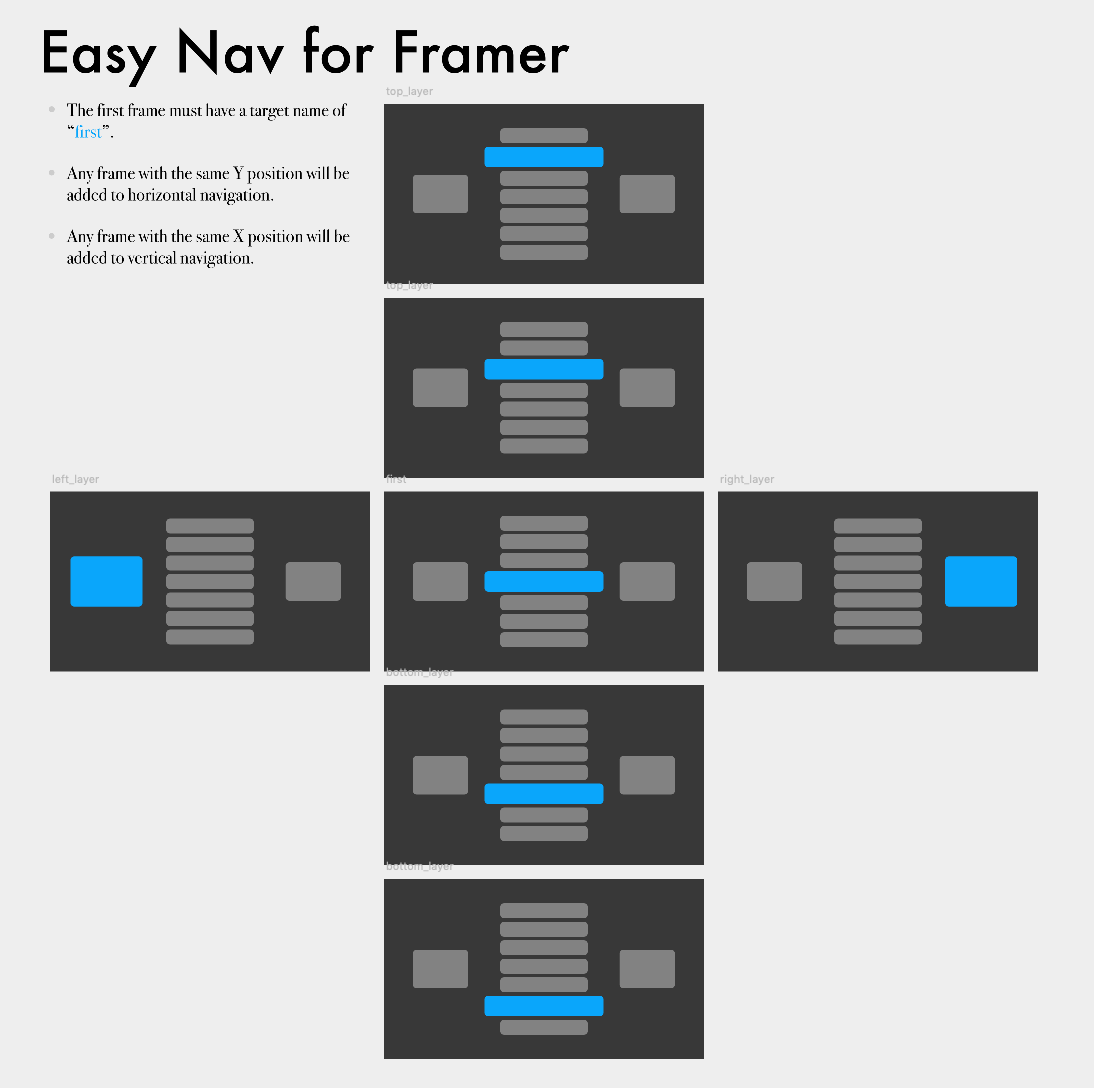 Easy Nav for Framer
The first frame must have a target name of
“first”.
Any frame with the same Y position will be
added to horizontal navigation.
Any frame with the same X position will be
added to vertical navigation.
top_layer
top_layer
left_layer
first
right_layer
bottom_layer
bottom_layer